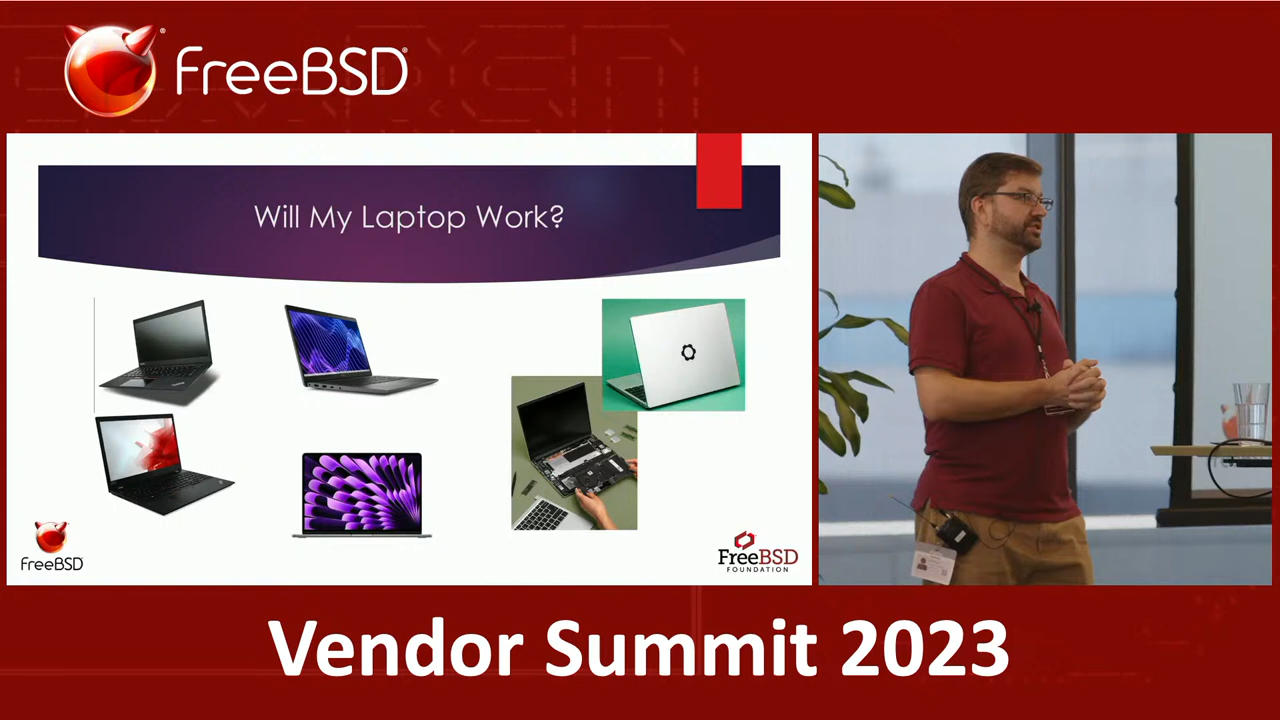 FreeBSD®
Will My Laptop Work?
FreeBSD
FreeBSD
FOUNDATION
Vendor Summit 2023